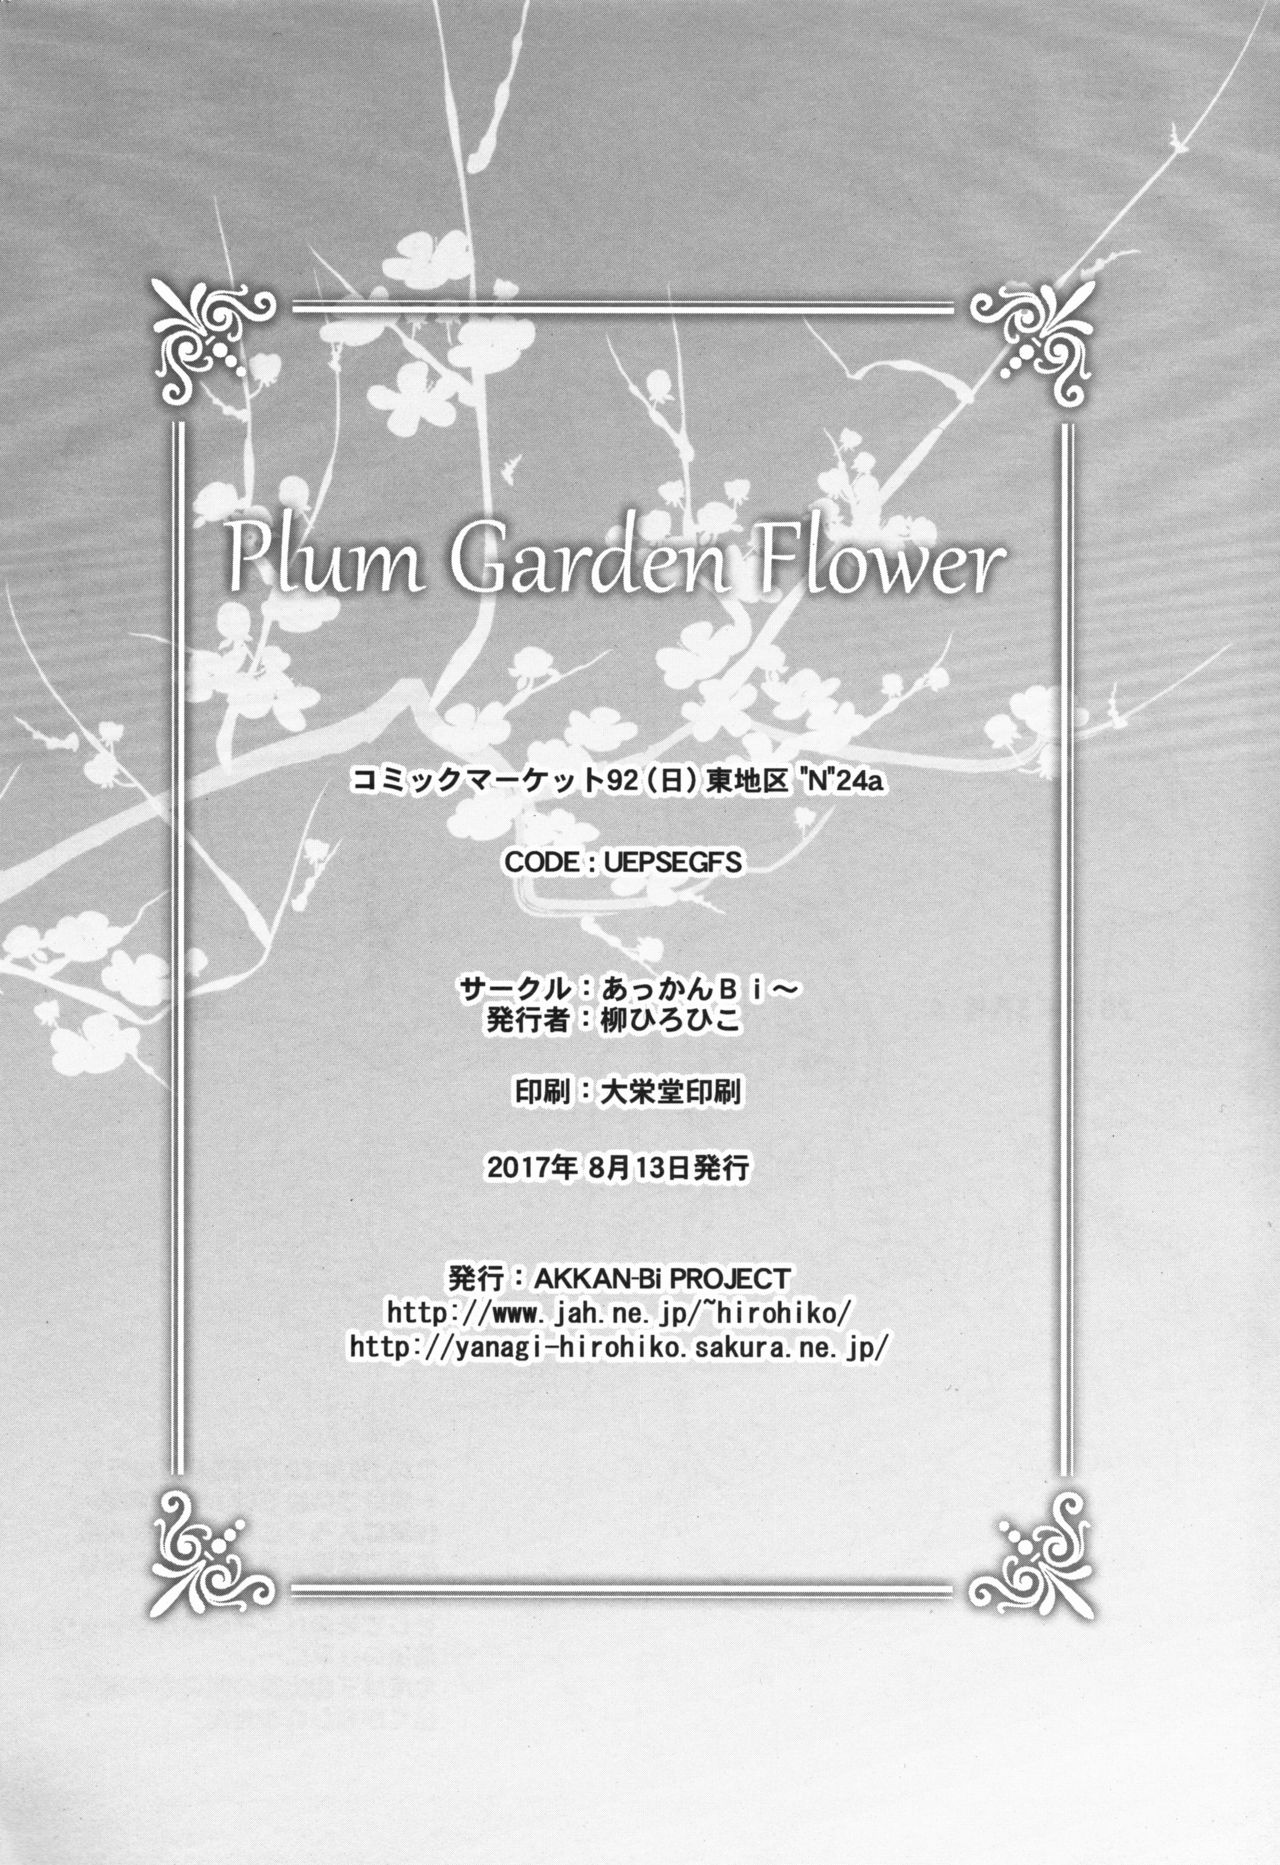 Plum Garden Flower
コミックマーケット92（日）東地区 "N"24a
CODE : UEPSEGFS
サークル：あっかんＢｉ～
発行者：柳ひろひこ
印刷：大栄堂印刷
2017年 8月13日発行
発行：AKKAN-Bi PROJECT
http://www.jah.ne.jp/~hirohiko/
http://yanagi-hirohiko.sakura.ne.jp/